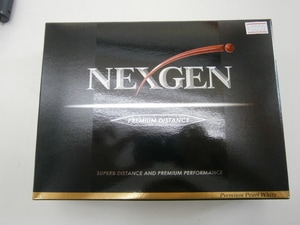 NEXGEN
PREMIUM DISTANCE
SUPERB DISTANCE AND PREMIUM PERFORMANCE
Premium Pearl White